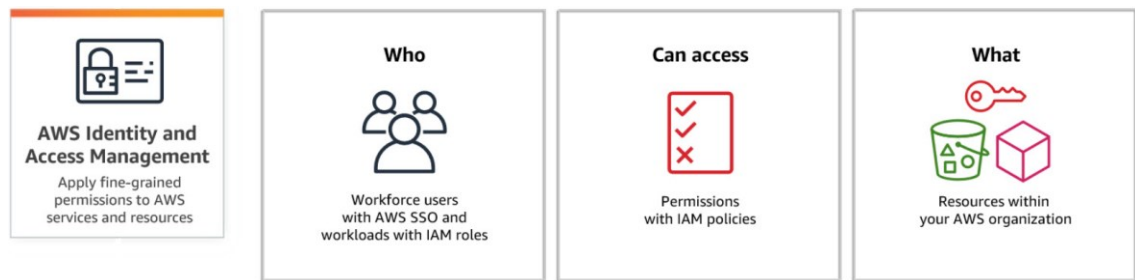 AWS Identity and
Access Management
Apply fine-grained
permissions to AWS
services and resources
Who
Workforce users
with AWS SSO and
workloads with IAM roles
Can access
Permissions
with IAM policies
What
Resources within
your AWS organization